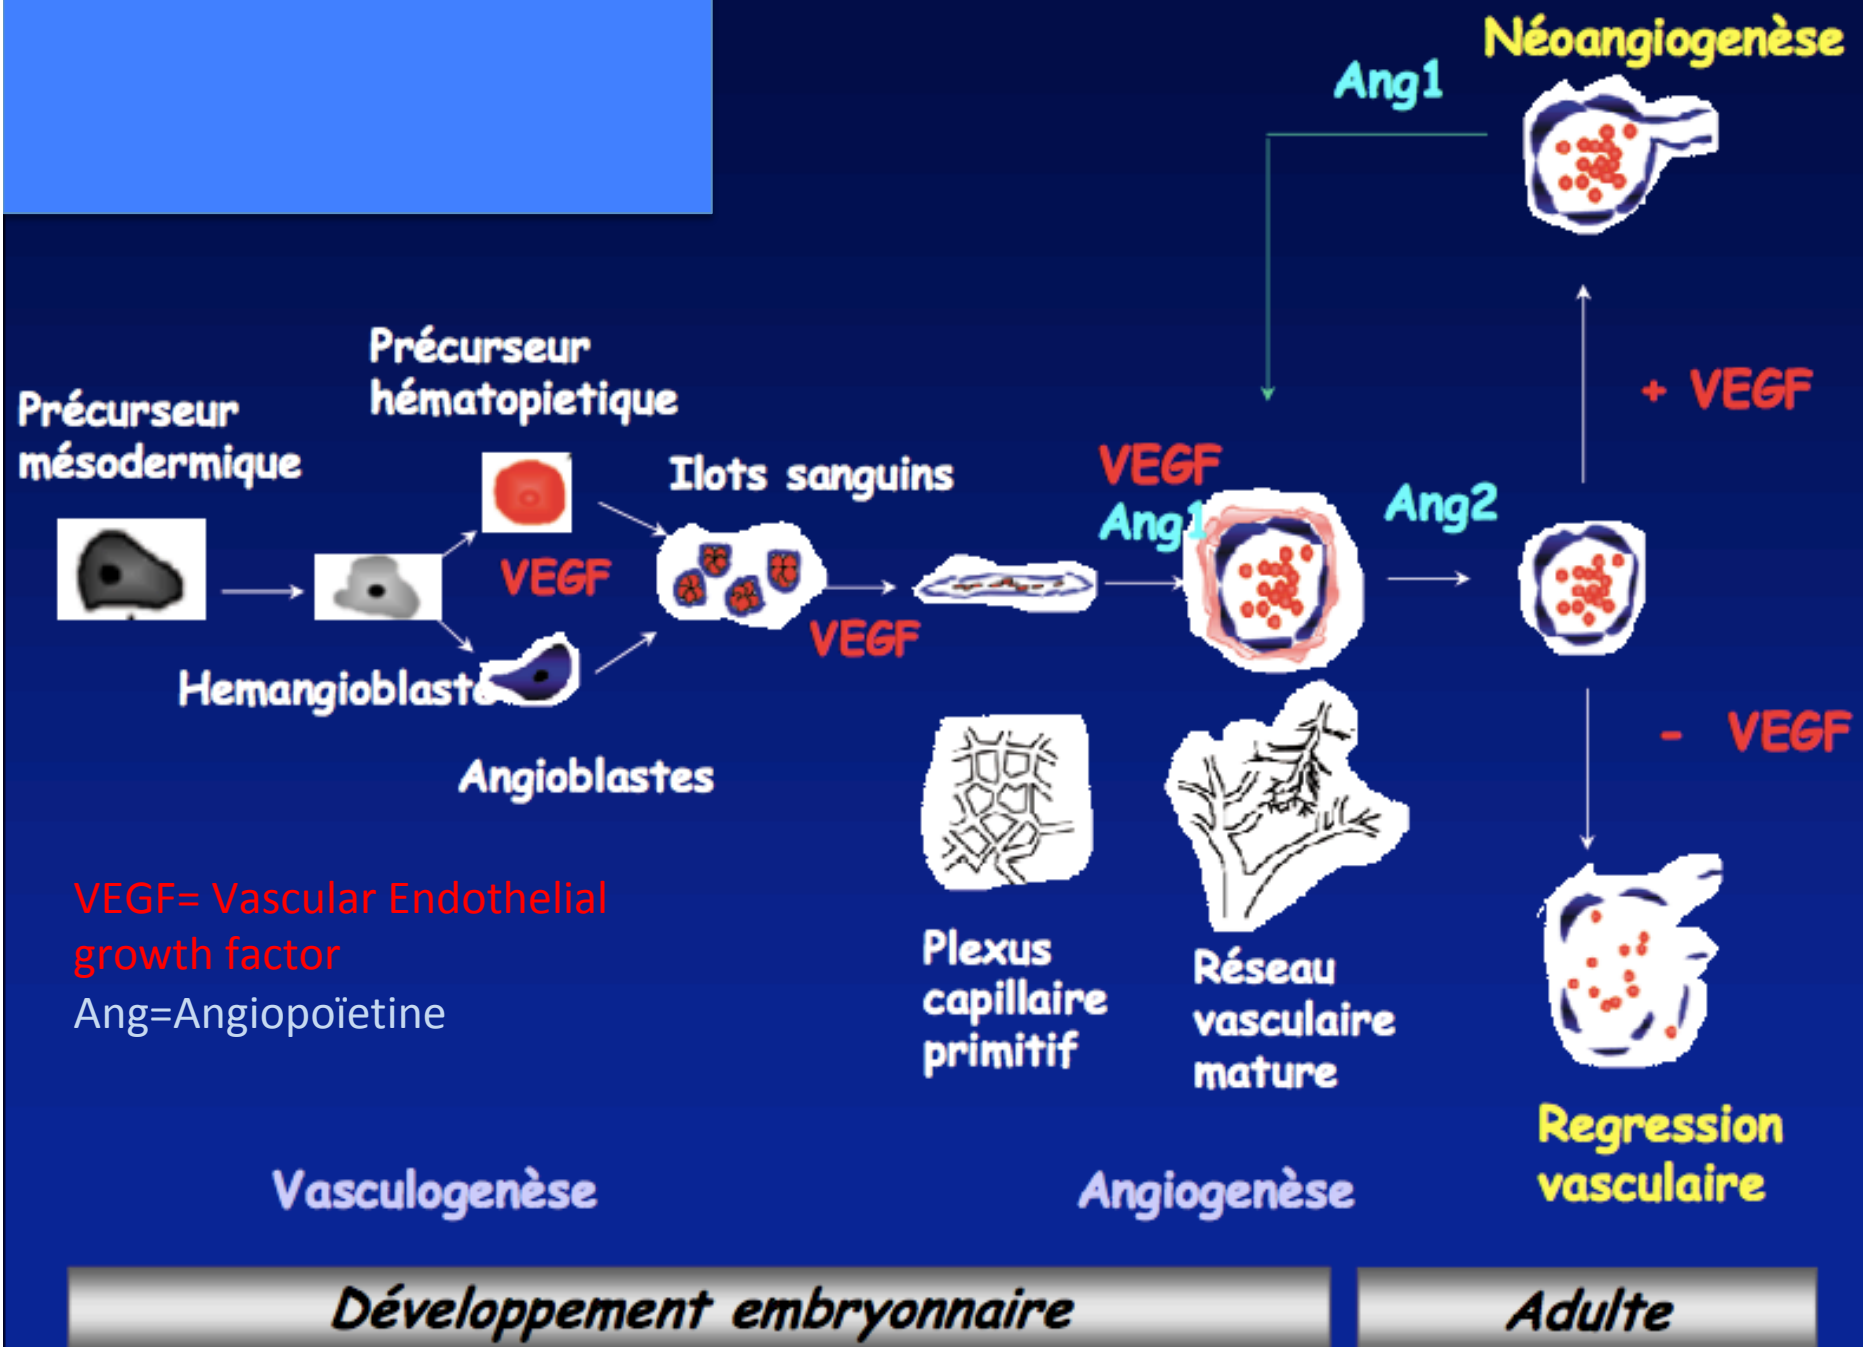 Néoangiogenèse
Ang1
Précurseur
hématopietique
Précurseur
mésodermique
+ VEGF
Ilots sanguins
VEGF
Ang1
Ang2
VEGF
VEGF
Hemangioblaste
- VEGF
Angioblastes
VEGF= Vascular Endothelial
growth factor
Ang=Angiopoïetine
Plexus
capillaire
primitif
Réseau
vasculaire
mature
Regression
vasculaire
Vasculogenèse
Angiogenèse
Développement embryonnaire
Adulte